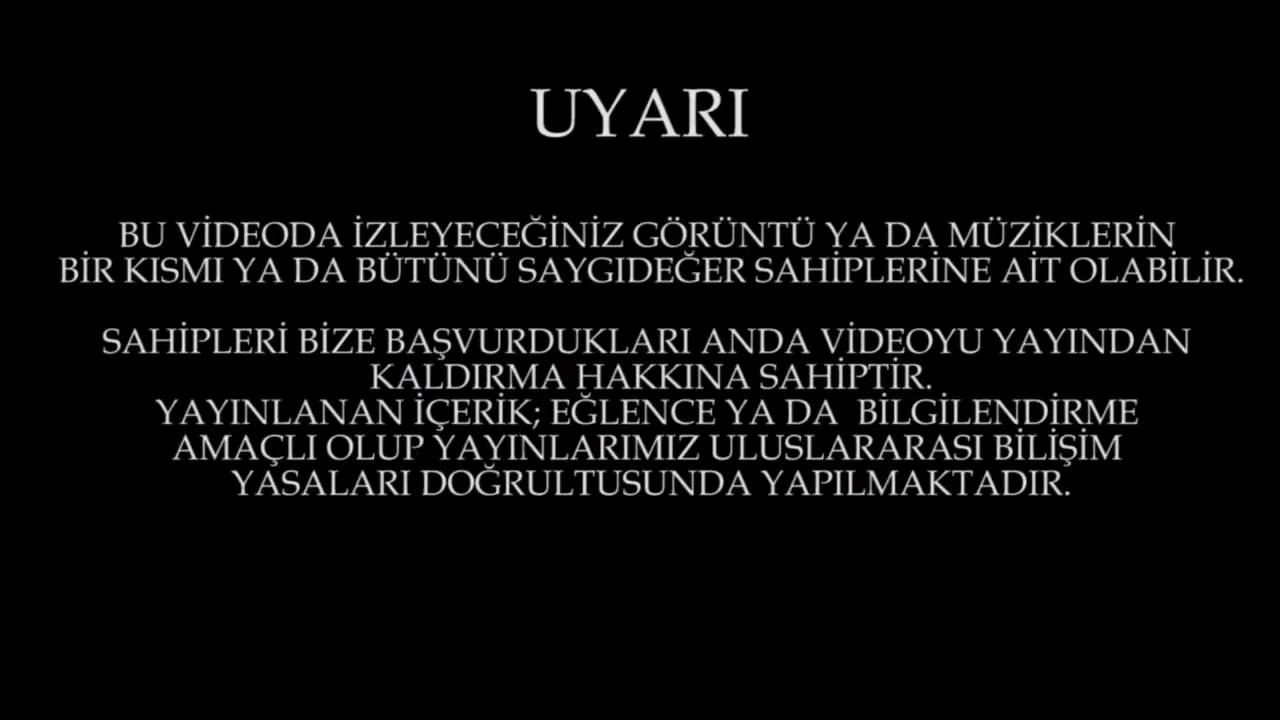 UYARI
BU VİDEODA İZLEYECEĞİNİZ GÖRÜNTÜ YA DA MÜZİKLERİN
BİR KISMI YA DA BÜTÜNÜ SAYGIDEĞER SAHİPLERİNE AİT OLABİLİR.
SAHİPLERİ BİZE BAŞVURDUKLARI ANDA VİDEOYU YAYINDAN
KALDIRMA HAKKINA SAHİPTİR.
YAYINLANAN İÇERİK; EĞLENCE YA DA BİLGİLENDİRME
AMAÇLI OLUP YAYINLARIMIZ ULUSLARARASI BİLİŞİM
YASALARI DOĞRULTUSUNDA YAPILMAKTADIR.